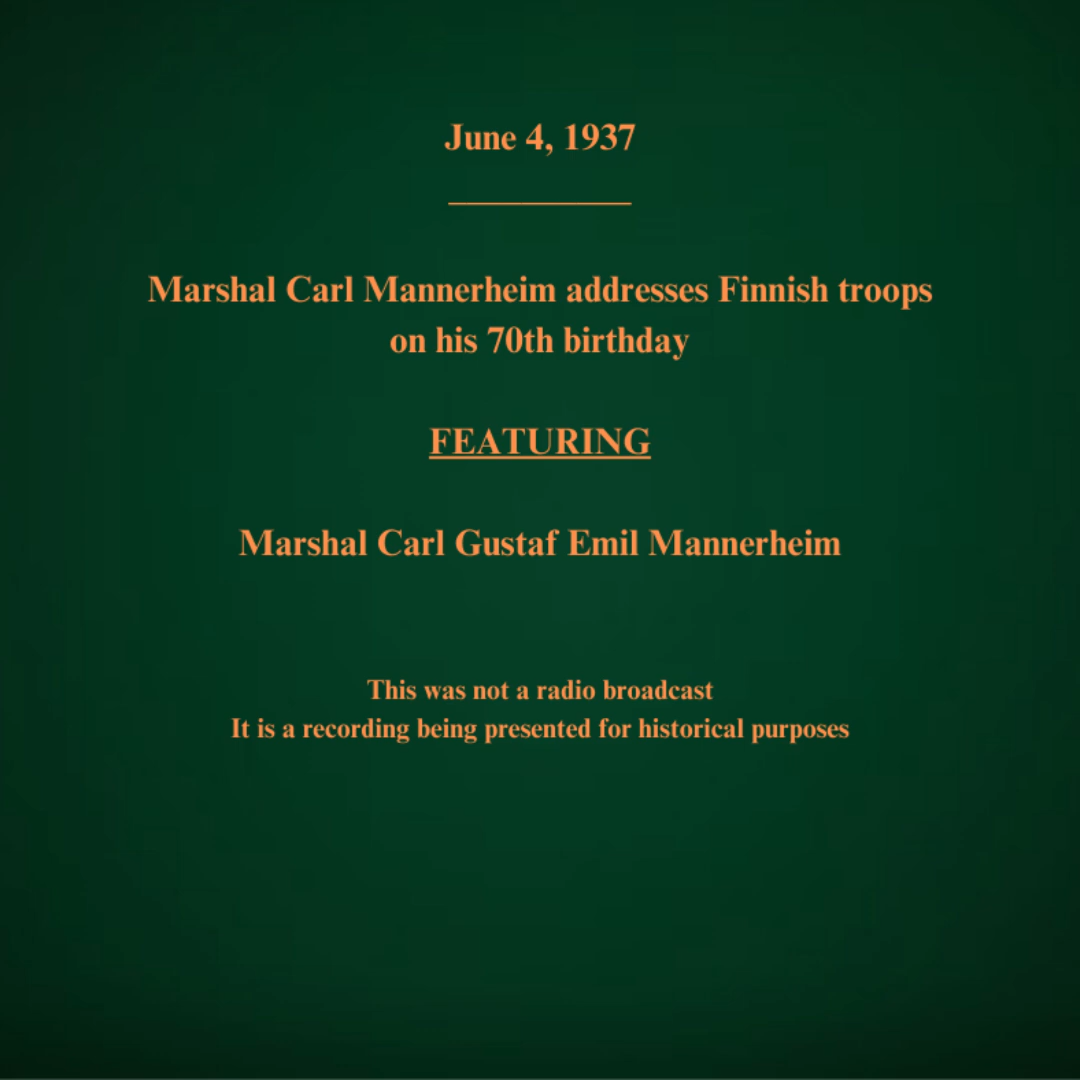 June 4, 1937
Marshal Carl Mannerheim addresses Finnish troops
on his 70th birthday
FEATURING
Marshal Carl Gustaf Emil Mannerheim
This was not a radio broadcast
It is a recording being presented for historical purposes